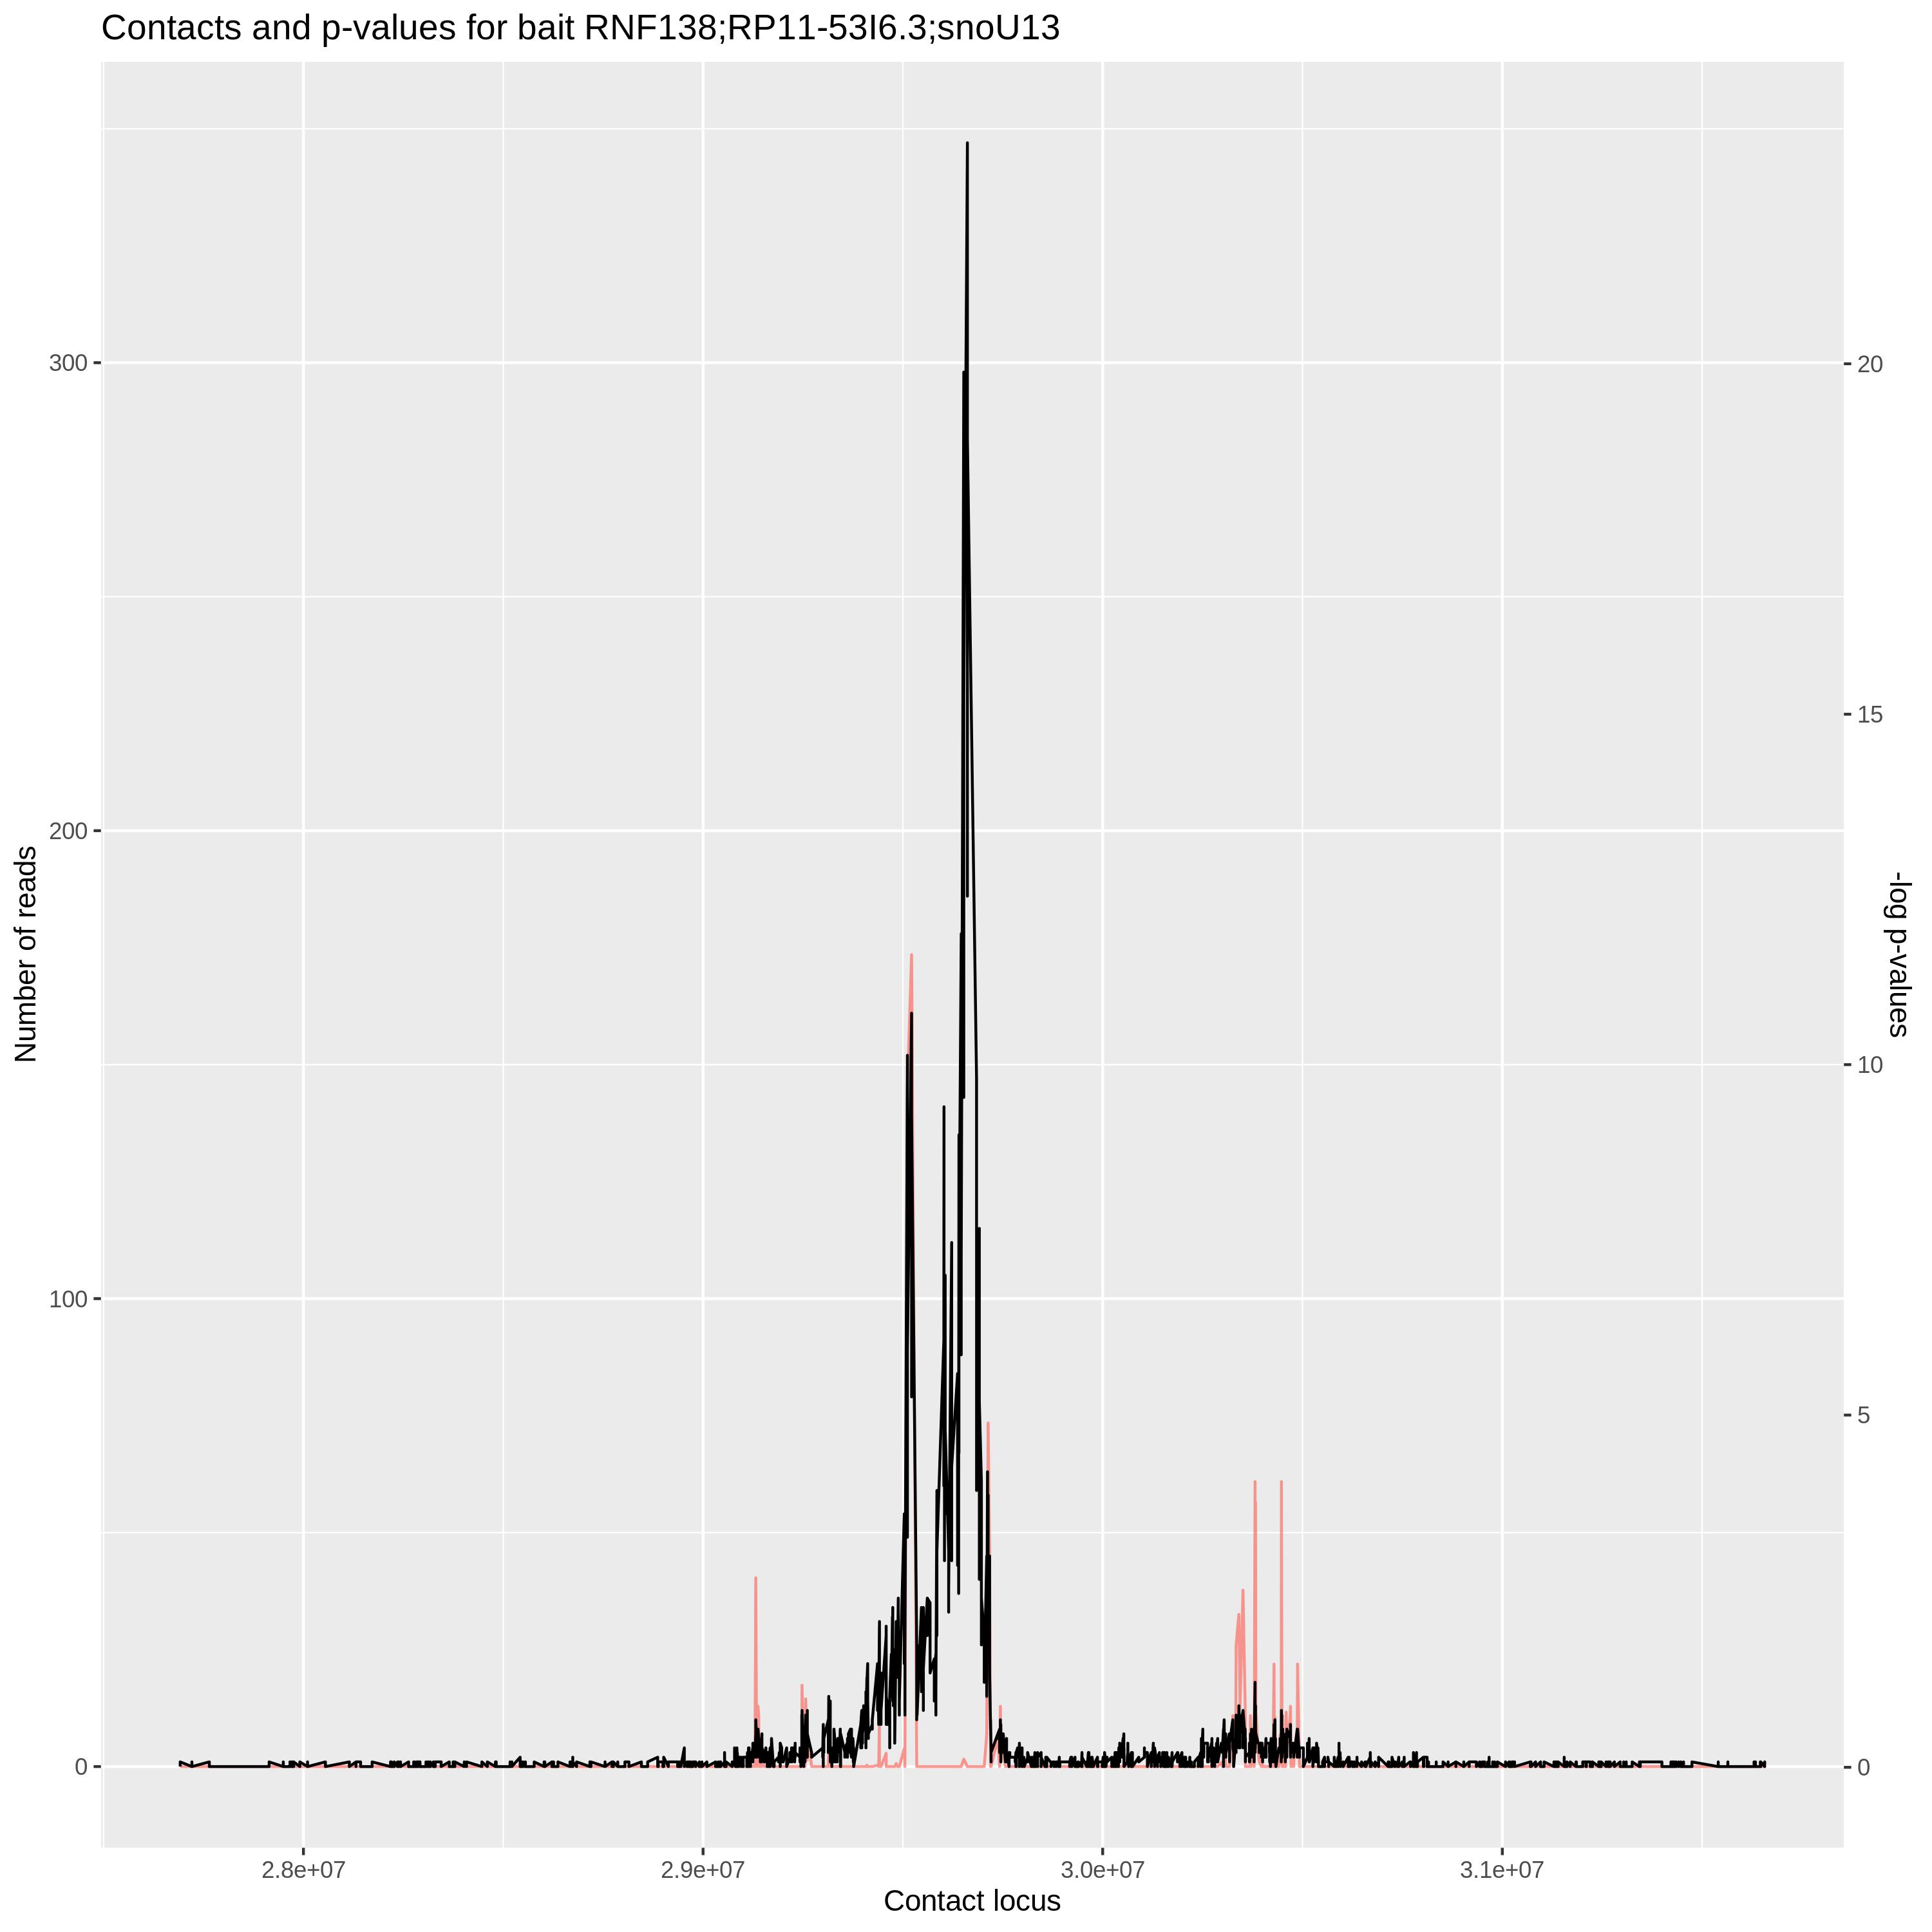 Contacts and p-values for bait RNF138;RP11-53I6.3;snoU13
300
200
100
0
20
15
10
5
0
Number of reads
-log p-values
2.8e+07
2.9e+07
3.0e+07
3.1e+07
Contact locus